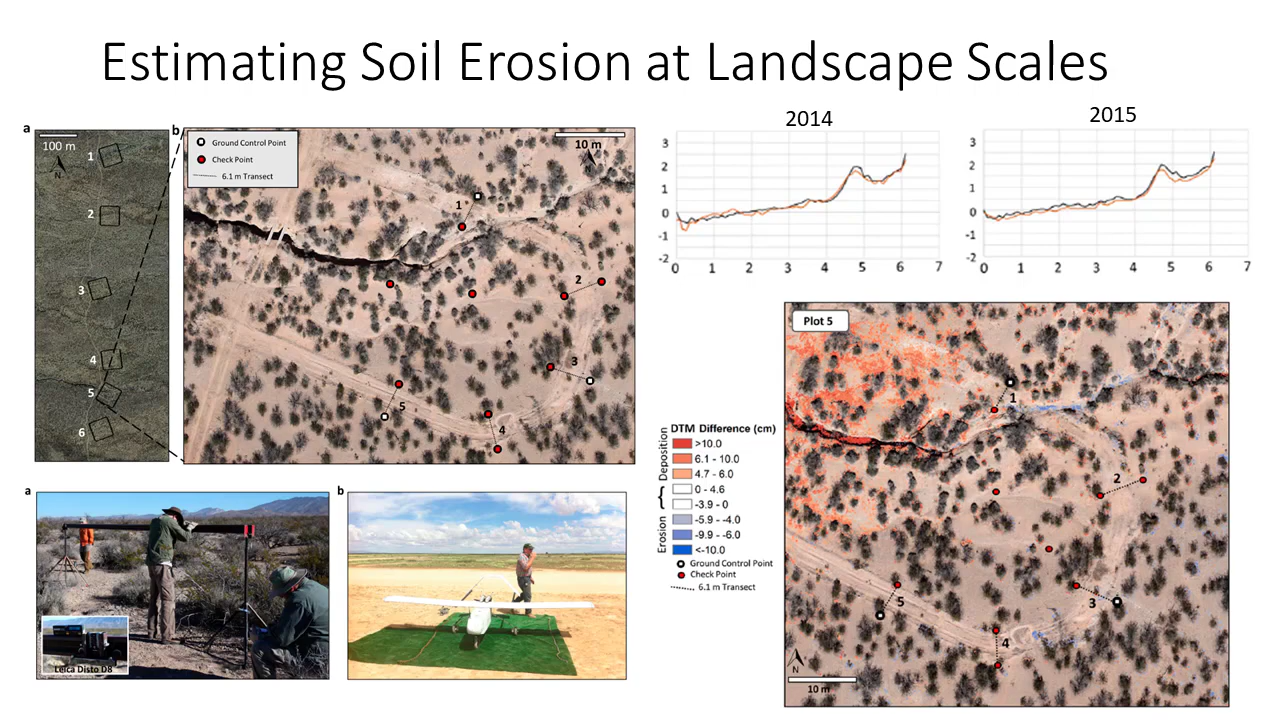 Estimating Soil Erosion at Landscape Scales
a
100 m
N
1
2
3
4
5
6
b
Ground Control Point
Check Point
6.1 m Transect
10 m
N
1
2
3
4
5
2014
3
2
1
0
-1
-2
0 1 2 3 4 5 6 7
2015
3
2
1
0
-1
-2
0 1 2 3 4 5 6 7
a
Leica Disto D8
b
DTM Difference (cm)
Deposition
>10.0
6.1 - 10.0
4.7 - 6.0
0 - 4.6
-3.9 - 0
Erosion
-5.9 - -4.0
-9.9 - -6.0
<-10.0
Ground Control Point
Check Point
6.1 m Transect
Plot 5
1
2
3
4
5
N
10 m